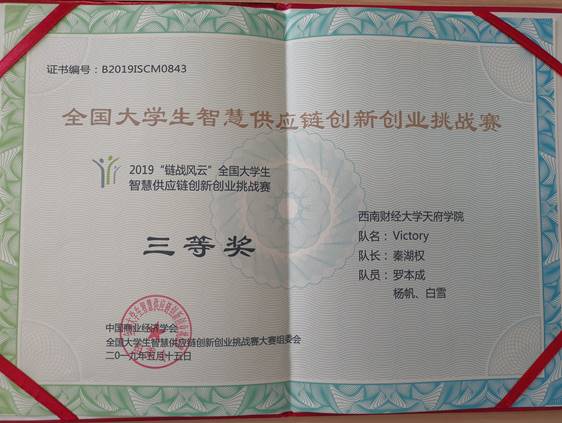 证书编号：B2019ISCM0843
全国大学生智慧供应链创新创业挑战赛
2019“链战风云”全国大学生
智慧供应链创新创业挑战赛
三等奖
中国商业经济学会
全国大学生智慧供应链创新创业挑战赛大赛组委会
二〇一九年五月十五日
西南财经大学天府学院
队名：Victory
队长：秦湖权
队员：罗本成
杨帆、白雪